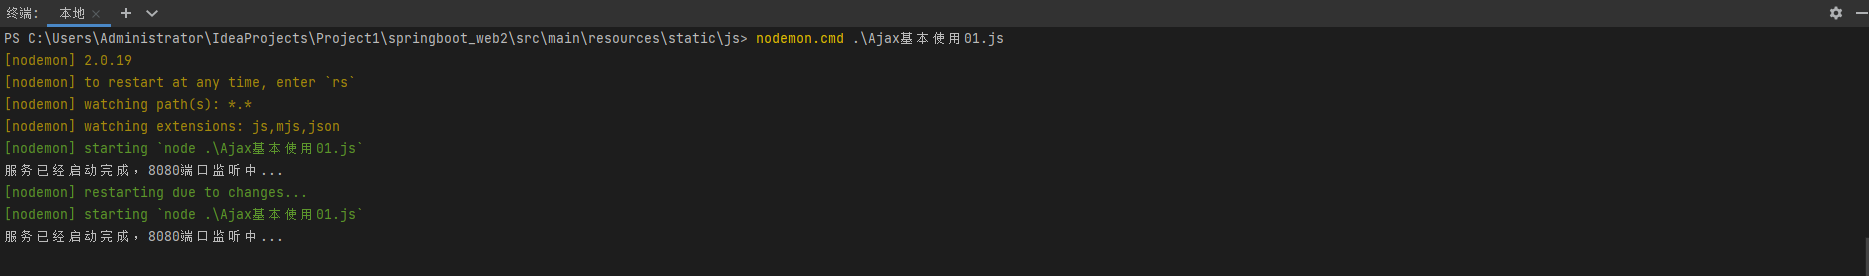 终端: 本地 × +
PS C:\Users\Administrator\IdeaProjects\Project1\springboot_web2\src\main\resources\static\js> nodemon.cmd .\Ajax基本使用01.js
[nodemon] 2.0.19
[nodemon] to restart at any time, enter `rs`
[nodemon] watching path(s): *.*
[nodemon] watching extensions: js,mjs,json
[nodemon] starting `node .\Ajax基本使用01.js`
服务已经启动完成，8080端口监听中...
[nodemon] restarting due to changes...
[nodemon] starting `node .\Ajax基本使用01.js`
服务已经启动完成，8080端口监听中...